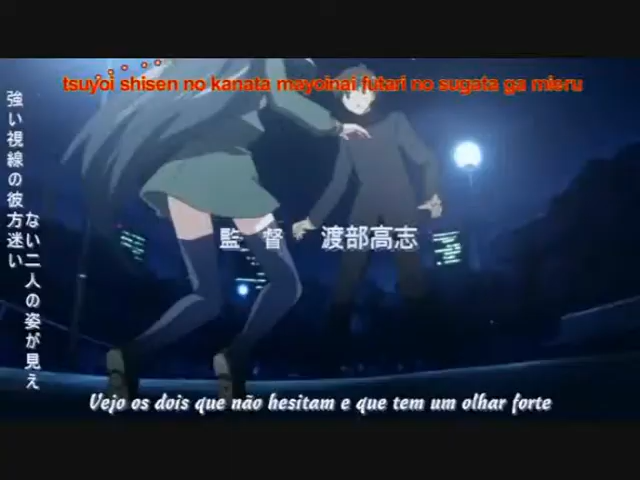 tsuyoi shisen no kanata mayoinai futari no sugata ga mieru
強い視線の彼方迷い
ない二人の姿が見え
監 督 渡部高志
Vejo os dois que não hesitam e que tem um olhar forte